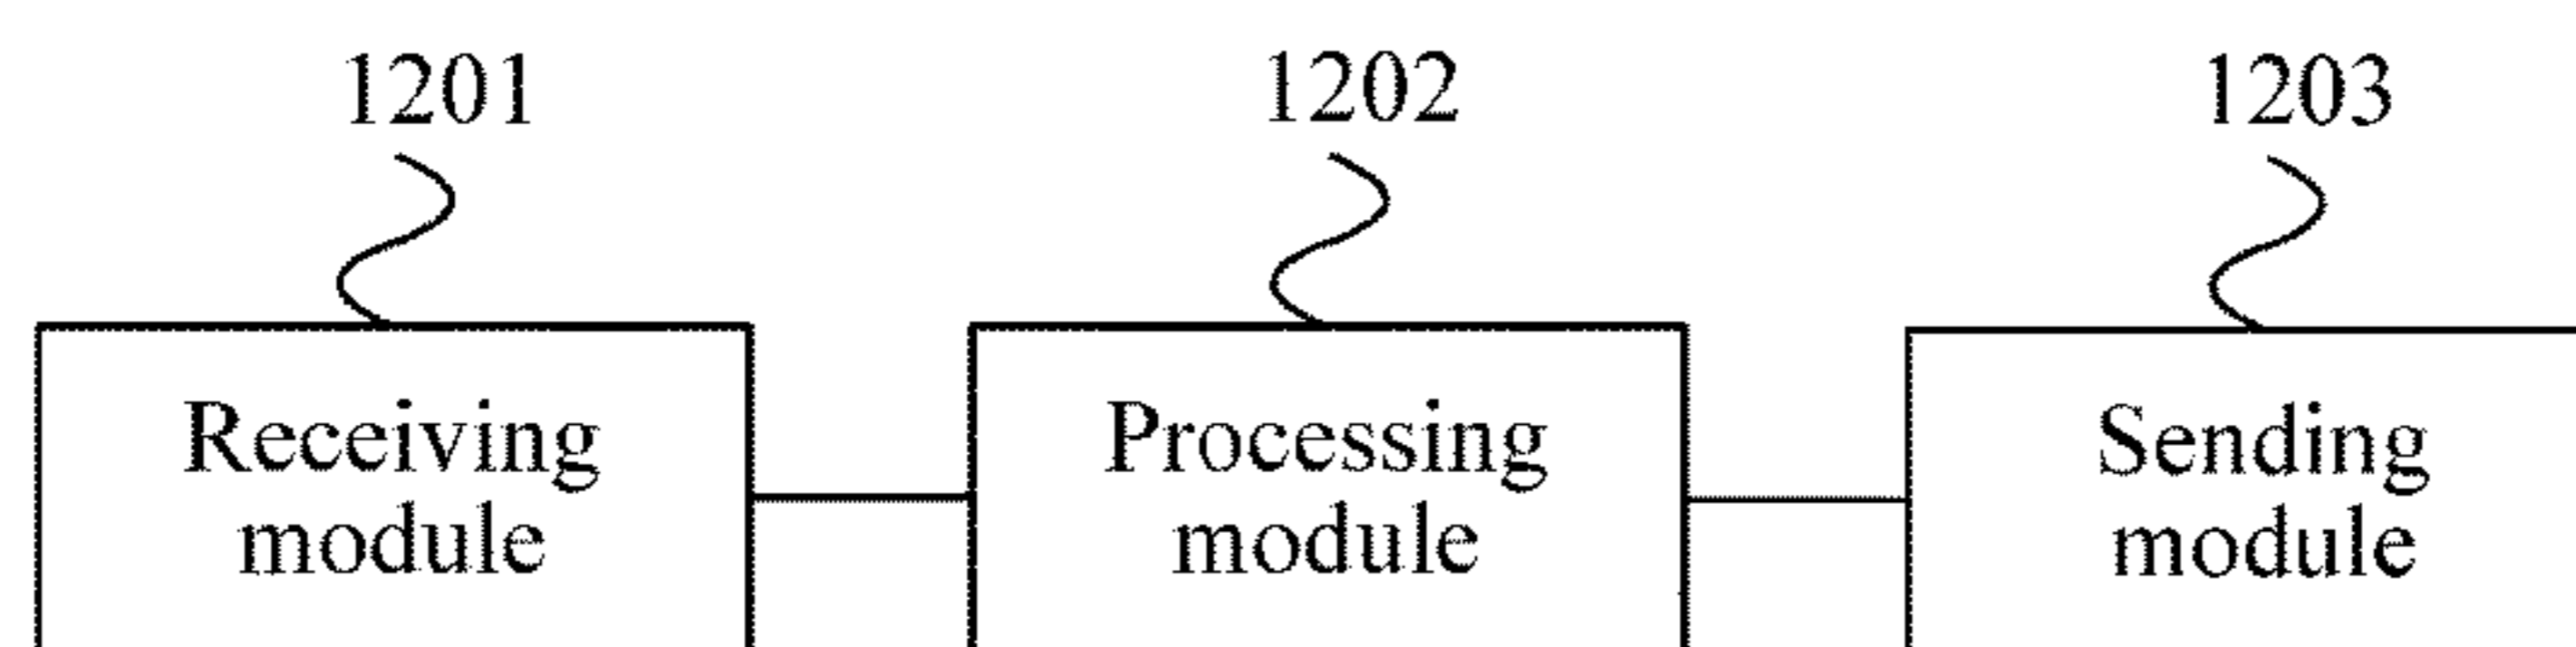 1201
1202
1203
Receiving
module
Processing
module
Sending
module